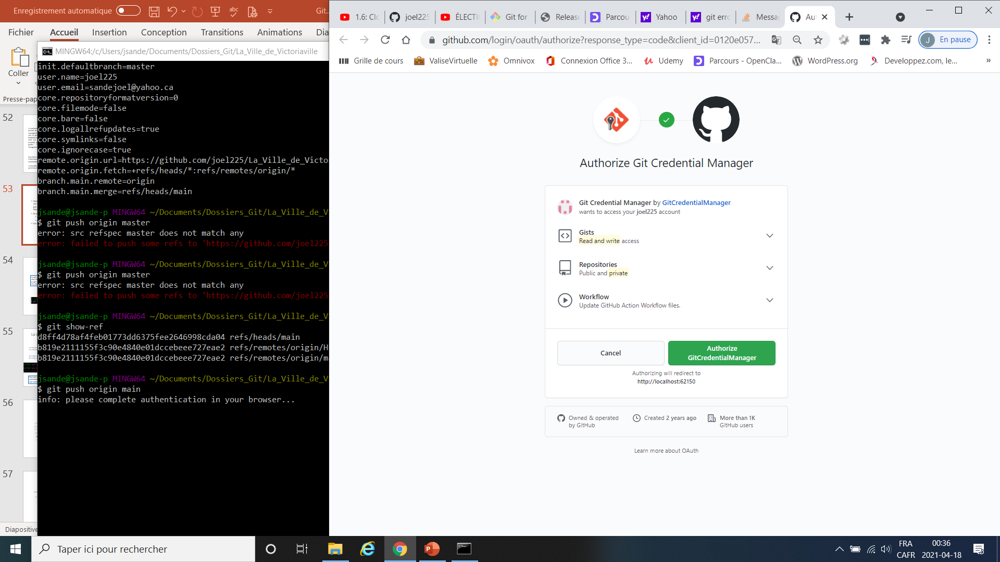 Enregistrement automatique
Git...
Fichier Accueil Insertion Conception Transitions Animations Dia
Coller
Presse-pap
52
53
54
55
56
57
Diapositive
MINGW64:/c/Users/jsande/Documents/Dossiers_Git/La_Ville_de_Victoriaville
init.defaultbranch=master
user.name=joel225
user.email=sandejoel@yahoo.ca
core.repositoryformatversion=0
core.filemode=false
core.bare=false
core.logallrefupdates=true
core.symlinks=false
core.ignorecase=true
remote.origin.url=https://github.com/joel225/La_Ville_de_Victo
remote.origin.fetch=+refs/heads/*:refs/remotes/origin/*
branch.main.remote=origin
branch.main.merge=refs/heads/main
jsande@jsande-p MINGW64 ~/Documents/Dossiers_Git/La_Ville_de_V
$ git push origin master
error: src refspec master does not match any
error: failed to push some refs to 'https://github.com/joel225
jsande@jsande-p MINGW64 ~/Documents/Dossiers_Git/La_Ville_de_V
$ git push origin master
error: src refspec master does not match any
error: failed to push some refs to 'https://github.com/joel225
jsande@jsande-p MINGW64 ~/Documents/Dossiers_Git/La_Ville_de_V
$ git show-ref
d8ff4d78af4feb01773dd6375fee2646998cda04 refs/heads/main
b819e2111155f3c90e4840e01dccebeee727eae2 refs/remotes/origin/H
b819e2111155f3c90e4840e01dccebeee727eae2 refs/remotes/origin/m
jsande@jsande-p MINGW64 ~/Documents/Dossiers_Git/La_Ville_de_V
$ git push origin main
info: please complete authentication in your browser...
1.6: Clo joel225 ÉLECTI Git for Release Parcou Yahoo git erro Messag Aut
github.com/login/oauth/authorize?response_type=code&client_id=0120e057...
J En pause
Grille de cours ValiseVirtuelle Omnivox Connexion Office 3... Udemy Parcours - OpenCla... WordPress.org Developpez.com, le... »
Authorize Git Credential Manager
Git Credential Manager by GitCredentialManager
wants to access your joel225 account
Gists
Read and write access
Repositories
Public and private
Workflow
Update GitHub Action Workflow files.
Cancel
Authorize
GitCredentialManager
Authorizing will redirect to
http://localhost:62150
Owned & operated
by GitHub
Created 2 years ago
More than 1K
GitHub users
Learn more about OAuth
Taper ici pour rechercher
FRA
CAFR
00:36
2021-04-18